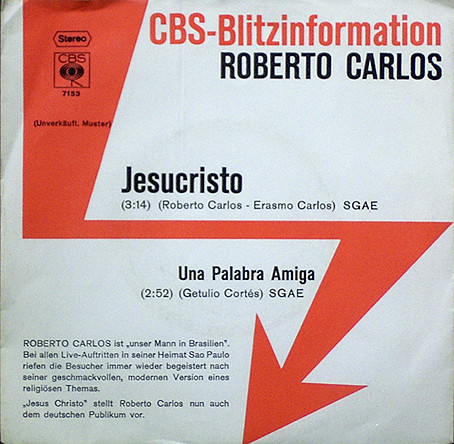 CBS-Blitzinformation
ROBERTO CARLOS
Stereo
CBS
7153
(Unverkäufl. Muster)
Jesucristo
(3:14) (Roberto Carlos - Erasmo Carlos) SGAE
Una Palabra Amiga
(2:52) (Getulio Cortés) SGAE
ROBERTO CARLOS ist „unser Mann in Brasilien".
Bei allen Live-Auftritten in seiner Heimat Sao Paulo
riefen die Besucher immer wieder begeistert nach
seiner geschmackvollen, modernen Version eines
religiösen Themas.
„Jesus Christo" stellt Roberto Carlos nun auch
dem deutschen Publikum vor.